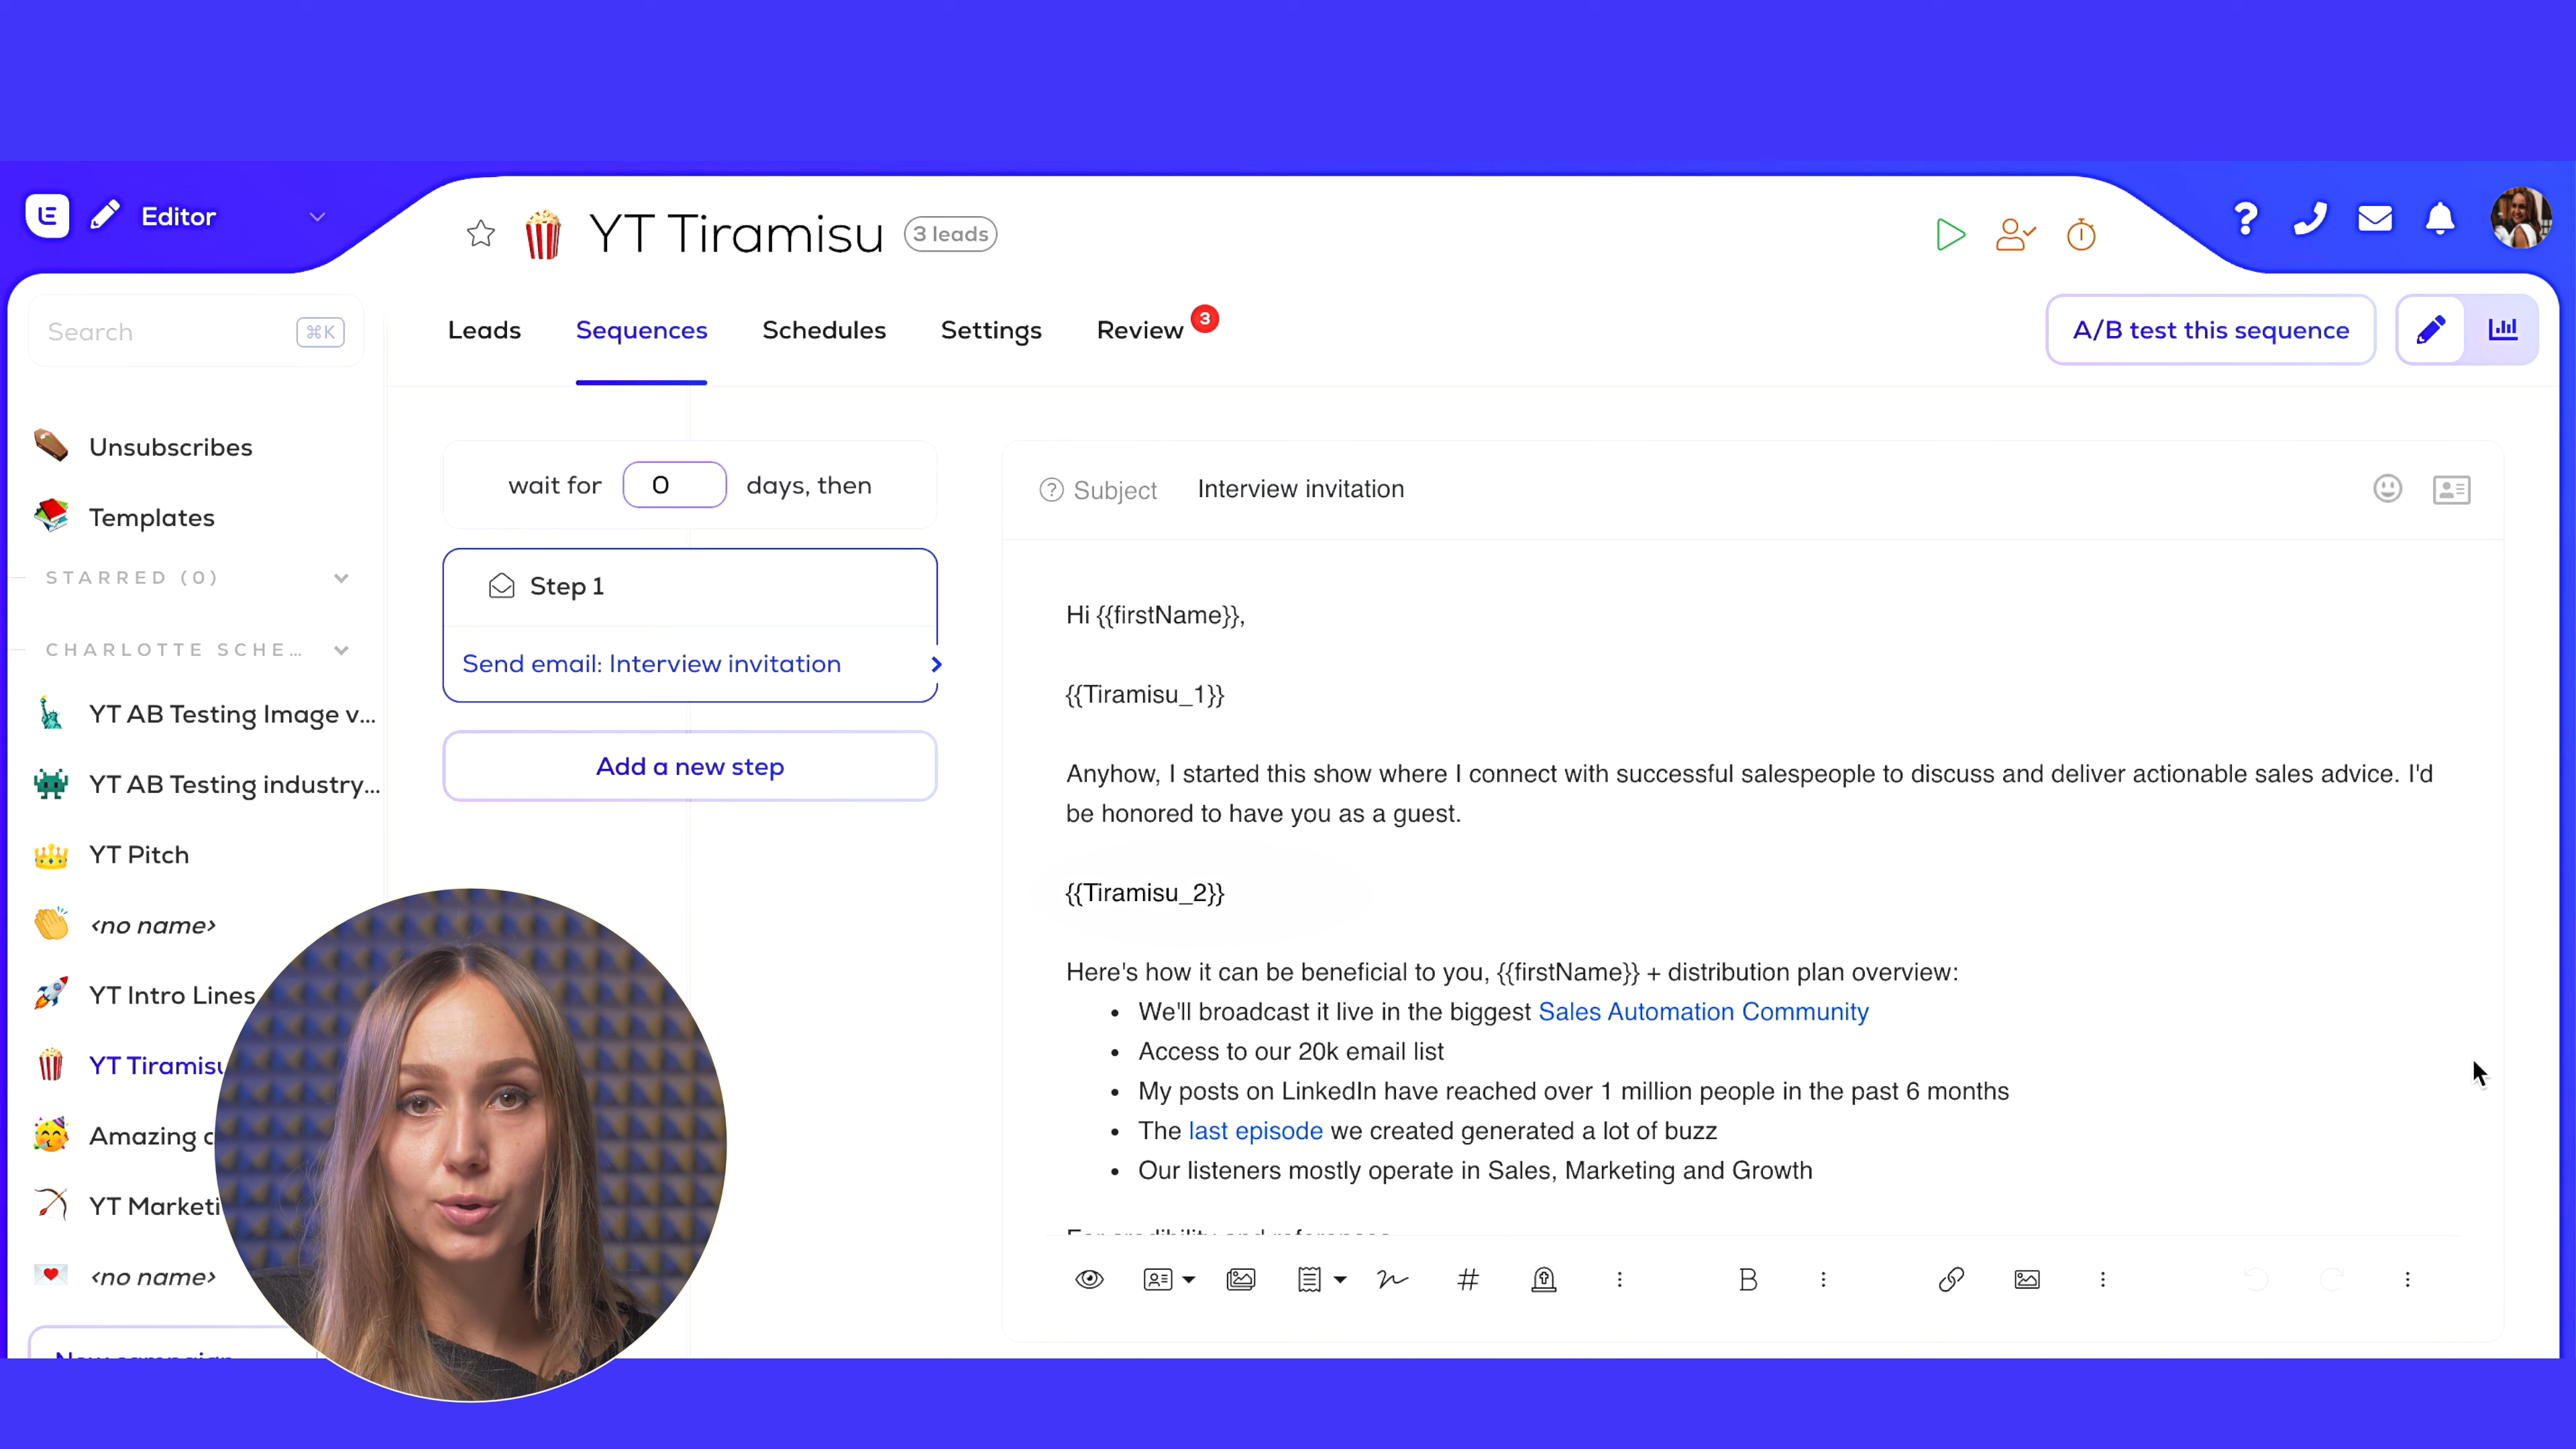 LE
Editor
YT Tiramisu
3 leads
Search
⌘K
Leads
Sequences
Schedules
Settings
Review
3
A/B test this sequence
Unsubscribes
Templates
STARRED (0)
CHARLOTTE SCHE...
YT AB Testing Image v...
YT AB Testing industry...
YT Pitch
<no name>
YT Intro Lines
YT Tiramisu
Amazing
YT Marketi
<no name>
wait for 0 days, then
Step 1
Send email: Interview invitation
Add a new step
Subject Interview invitation
Hi {{firstName}},
{{Tiramisu_1}}
Anyhow, I started this show where I connect with successful salespeople to discuss and deliver actionable sales advice. I'd
be honored to have you as a guest.
{{Tiramisu_2}}
Here's how it can be beneficial to you, {{firstName}} + distribution plan overview:
• We'll broadcast it live in the biggest Sales Automation Community
• Access to our 20k email list
• My posts on LinkedIn have reached over 1 million people in the past 6 months
• The last episode we created generated a lot of buzz
• Our listeners mostly operate in Sales, Marketing and Growth
For credibility and references
B